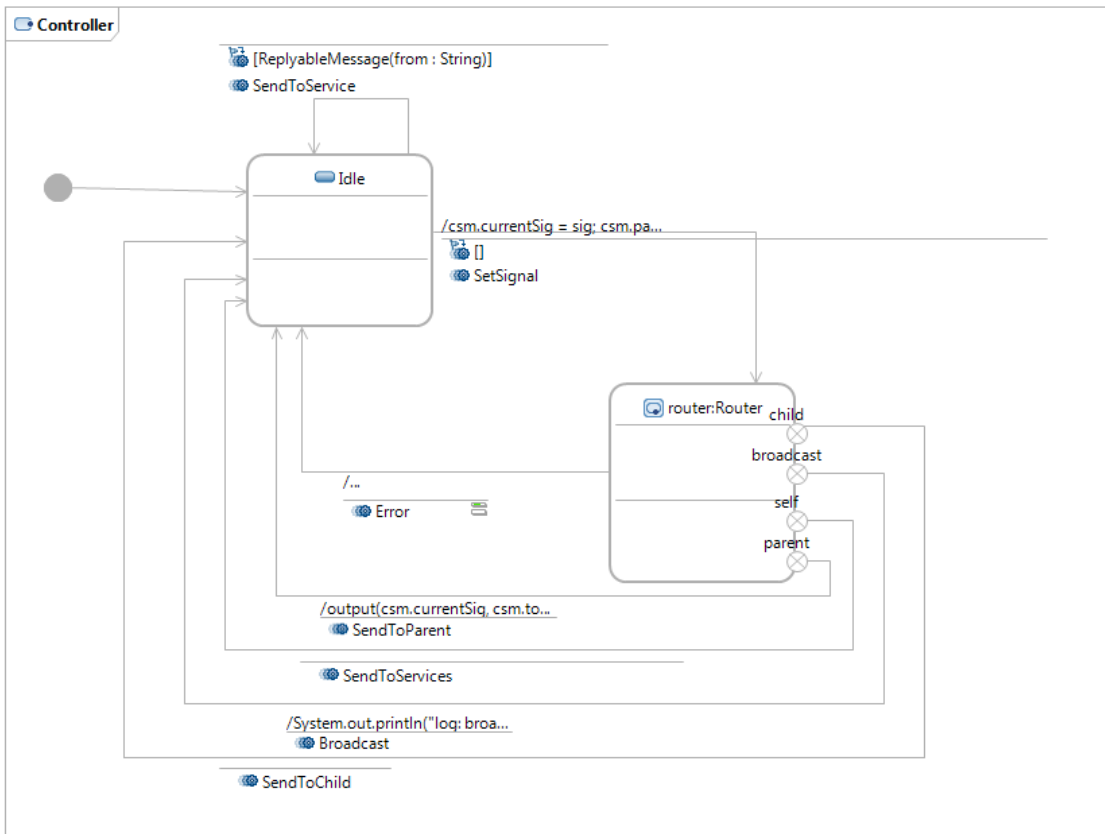 Controller
[ReplyableMessage(from : String)]
SendToService
Idle
/csm.currentSig = sig; csm.pa...
[]
SetSignal
router:Router
child
broadcast
self
parent
/...
Error
/output(csm.currentSig, csm.to...
SendToParent
SendToServices
/System.out.println("log: broa...
Broadcast
SendToChild